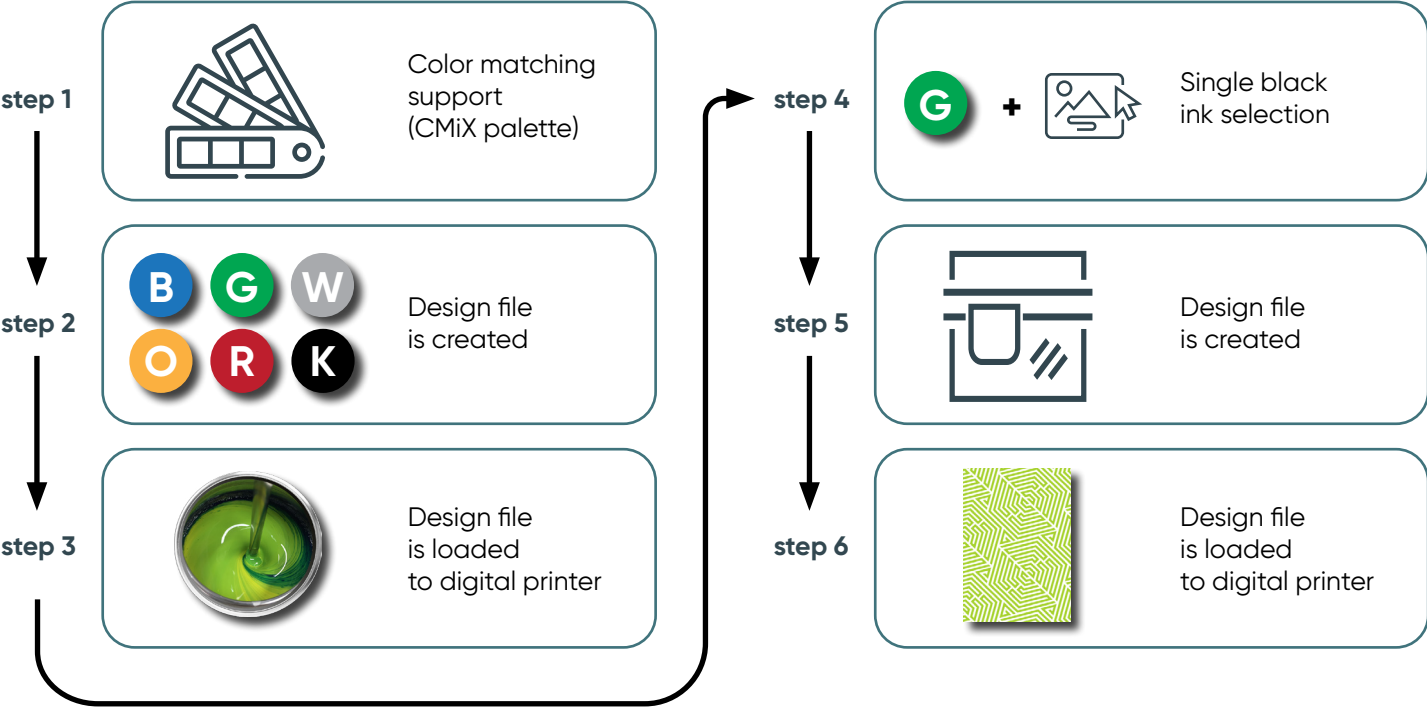 step 1
Color matching
support
(CMiX palette)
step 2
B G W
O R K
Design file
is created
step 3
Design file
is loaded
to digital printer
step 4
G +
Single black
ink selection
step 5
Design file
is created
step 6
Design file
is loaded
to digital printer